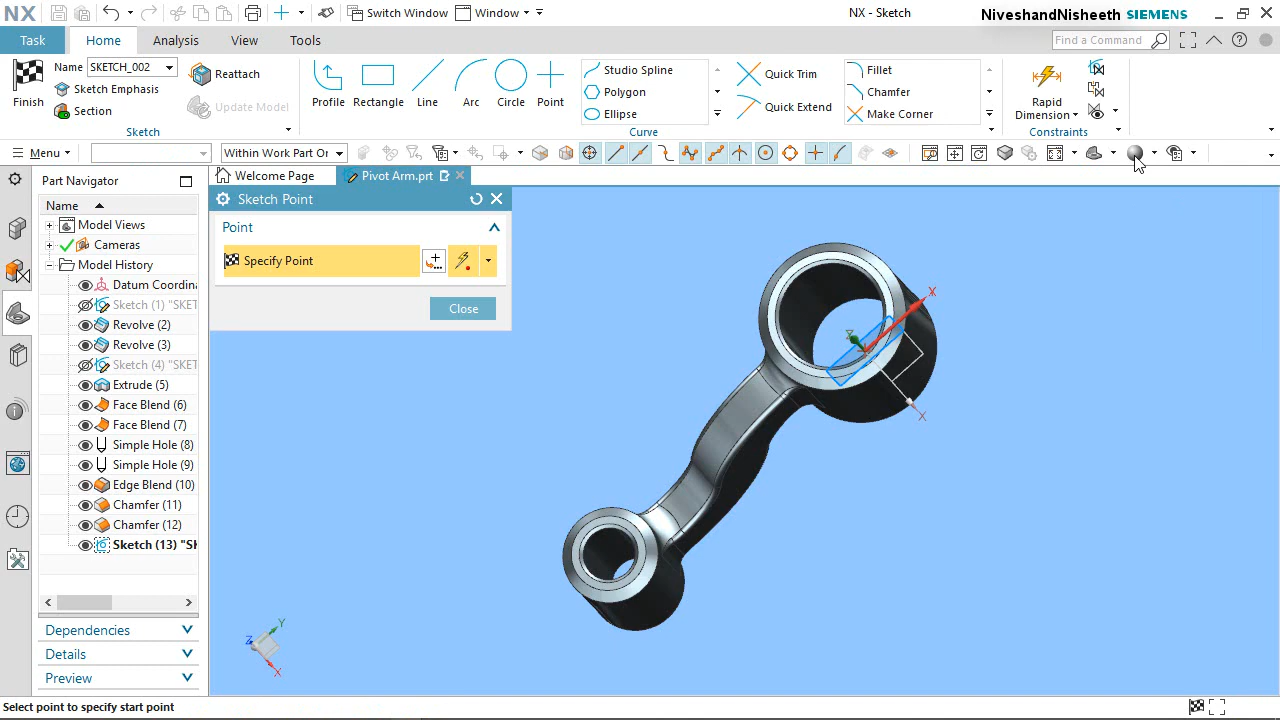 NX Switch Window Window NX - Sketch NiveshandNisheeth SIEMENS
Task Home Analysis View Tools Find a Command
Name SKETCH_002
Reattach
Sketch Emphasis
Update Model
Section
Finish
Sketch
Profile Rectangle Line Arc Circle Point
Studio Spline
Polygon
Ellipse
Quick Trim
Quick Extend
Fillet
Chamfer
Make Corner
Curve
Rapid
Dimension
Constraints
Menu Within Work Part Or
Part Navigator
Welcome Page Pivot Arm.prt
Name
Model Views
Cameras
Model History
Datum Coordina
Sketch (1) "SKET
Revolve (2)
Revolve (3)
Sketch (4) "SKET
Extrude (5)
Face Blend (6)
Face Blend (7)
Simple Hole (8)
Simple Hole (9)
Edge Blend (10)
Chamfer (11)
Chamfer (12)
Sketch (13) "SK
Dependencies
Details
Preview
Sketch Point
Point
Specify Point
Close
X
Y
X
Y
Z
X
Select point to specify start point